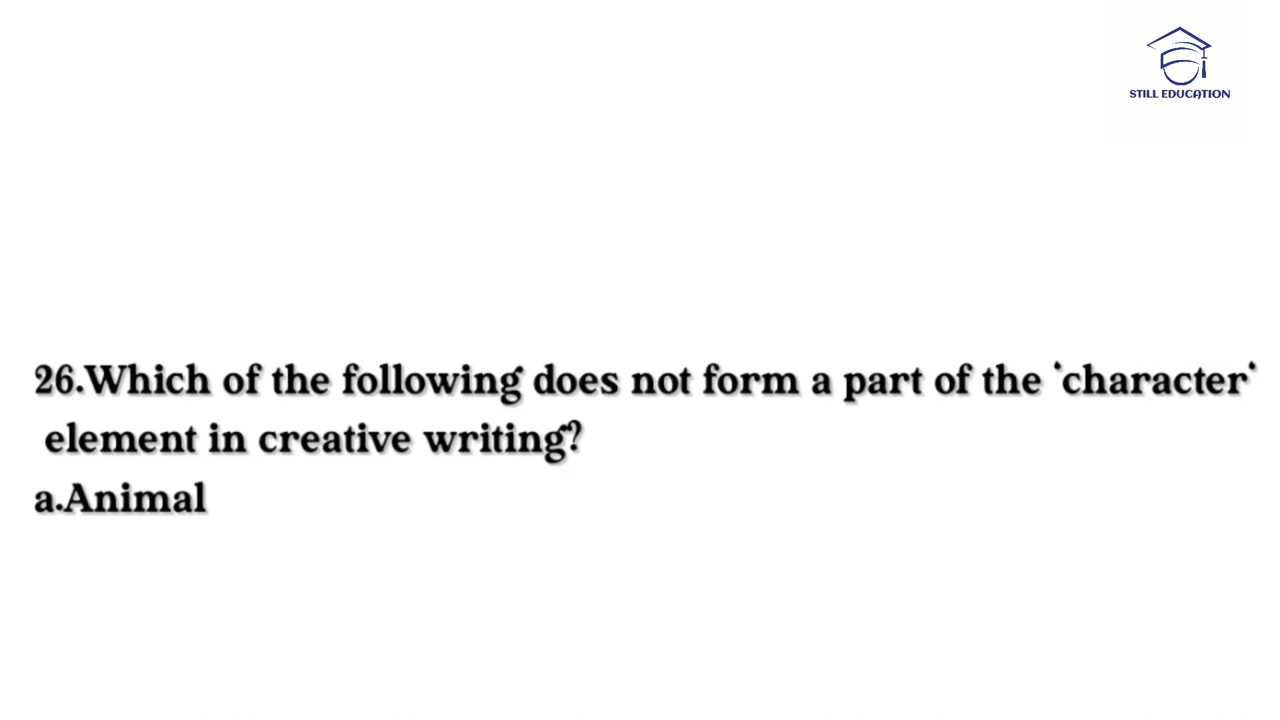 STILL EDUCATION
26.Which of the following does not form a part of the ‘character‘
element in creative writing?
a.Animal